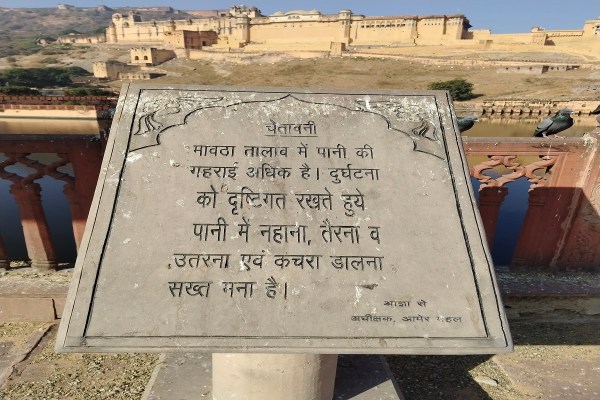 चेतावनी
मावठा तालाब में पानी की
गहराई अधिक है। दुर्घटना
को दृष्टिगत रखते हुये
पानी में नहाना, तैरना व
उतरना एवं कचरा डालना
सख्त मना है।
आज्ञा से
अधीक्षक, आमेर महल